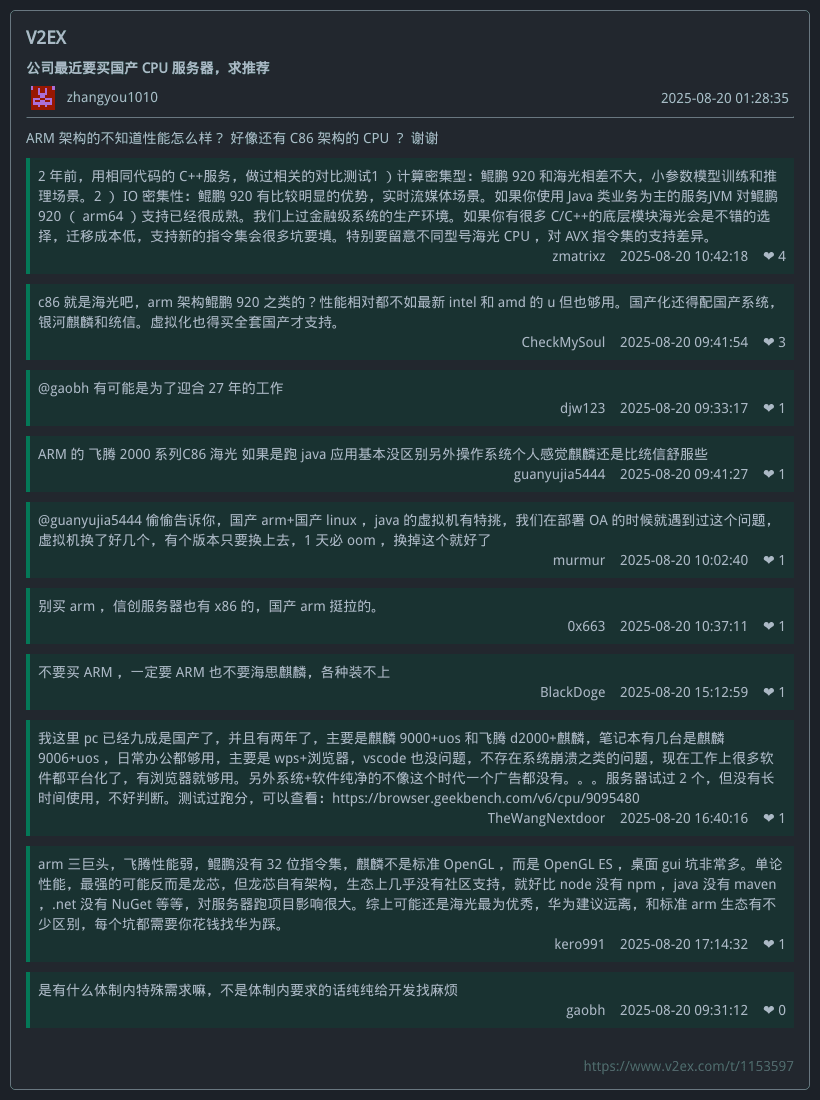 V2EX
公司最近要买国产 CPU 服务器，求推荐
zhangyou1010
2025-08-20 01:28:35
ARM 架构的不知道性能怎么样 ？ 好像还有 C86 架构的 CPU ？ 谢谢
2 年前，用相同代码的 C++服务，做过相关的对比测试1 ）计算密集型：鲲鹏 920 和海光相差不大，小参数模型训练和推
理场景。2 ） IO 密集性：鲲鹏 920 有比较明显的优势，实时流媒体场景。如果你使用 Java 类业务为主的服务JVM 对鲲鹏
920 （ arm64 ）支持已经很成熟。我们上过金融级系统的生产环境。如果你有很多 C/C++的底层模块海光会是不错的选
择，迁移成本低，支持新的指令集会很多坑要填。特别要留意不同型号海光 CPU ，对 AVX 指令集的支持差异。
zmatrixz 2025-08-20 10:42:18 ❤ 4
c86 就是海光吧，arm 架构鲲鹏 920 之类的？性能相对都不如最新 intel 和 amd 的 u 但也够用。国产化还得配国产系统，
银河麒麟和统信。虚拟化也得买全套国产才支持。
CheckMySoul 2025-08-20 09:41:54 ❤ 3
@gaobh 有可能是为了迎合 27 年的工作
djw123 2025-08-20 09:33:17 ❤ 1
ARM 的 飞腾 2000 系列C86 海光 如果是跑 java 应用基本没区别另外操作系统个人感觉麒麟还是比统信舒服些
guanyujia5444 2025-08-20 09:41:27 ❤ 1
@guanyujia5444 偷偷告诉你，国产 arm+国产 linux ，java 的虚拟机有特挑，我们在部署 OA 的时候就遇到过这个问题，
虚拟机换了好几个，有个版本只要换上去，1 天必 oom ，换掉这个就好了
murmur 2025-08-20 10:02:40 ❤ 1
别买 arm ，信创服务器也有 x86 的，国产 arm 挺拉的。
0x663 2025-08-20 10:37:11 ❤ 1
不要买 ARM ，一定要 ARM 也不要海思麒麟，各种装不上
BlackDoge 2025-08-20 15:12:59 ❤ 1
我这里 pc 已经九成是国产了，并且有两年了，主要是麒麟 9000+uos 和飞腾 d2000+麒麟，笔记本有几台是麒麟
9006+uos ，日常办公都够用，主要是 wps+浏览器，vscode 也没问题，不存在系统崩溃之类的问题，现在工作上很多软
件都平台化了，有浏览器就够用。另外系统+软件纯净的不像这个时代一个广告都没有。。。服务器试过 2 个，但没有长
时间使用，不好判断。测试过跑分，可以查看：https://browser.geekbench.com/v6/cpu/9095480
TheWangNextdoor 2025-08-20 16:40:16 ❤ 1
arm 三巨头，飞腾性能弱，鲲鹏没有 32 位指令集，麒麟不是标准 OpenGL ，而是 OpenGL ES ，桌面 gui 坑非常多。单论
性能，最强的可能反而是龙芯，但龙芯自有架构，生态上几乎没有社区支持，就好比 node 没有 npm ，java 没有 maven
，.net 没有 NuGet 等等，对服务器跑项目影响很大。综上可能还是海光最为优秀，华为建议远离，和标准 arm 生态有不
少区别，每个坑都需要你花钱找华为踩。
kero991 2025-08-20 17:14:32 ❤ 1
是有什么体制内特殊需求嘛，不是体制内要求的话纯纯给开发找麻烦
gaobh 2025-08-20 09:31:12 ❤ 0
https://www.v2ex.com/t/1153597